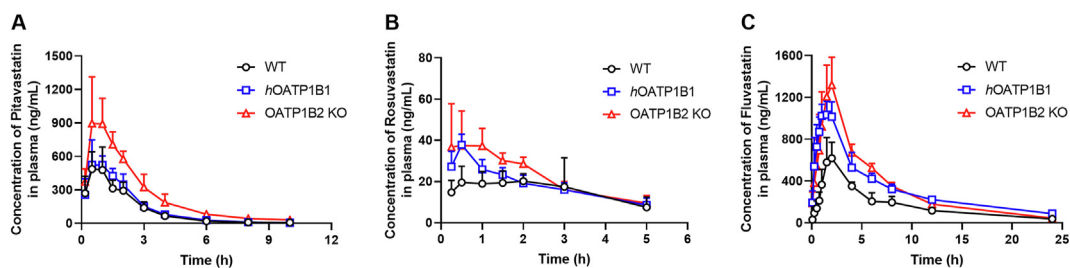 A
Concentration of Pitavastatin
in plasma (ng/mL)
1500
1200
900
600
300
0
0 3 6 9 12
Time (h)
WT
hOATP1B1
OATP1B2 KO
B
Concentration of Rosuvastatin
in plasma (ng/mL)
80
60
40
20
0
0 1 2 3 4 5 6
Time (h)
WT
hOATP1B1
OATP1B2 KO
C
Concentration of Fluvastatin
in plasma (ng/mL)
1600
1200
800
400
0
0 5 10 15 20 25
Time (h)
WT
hOATP1B1
OATP1B2 KO